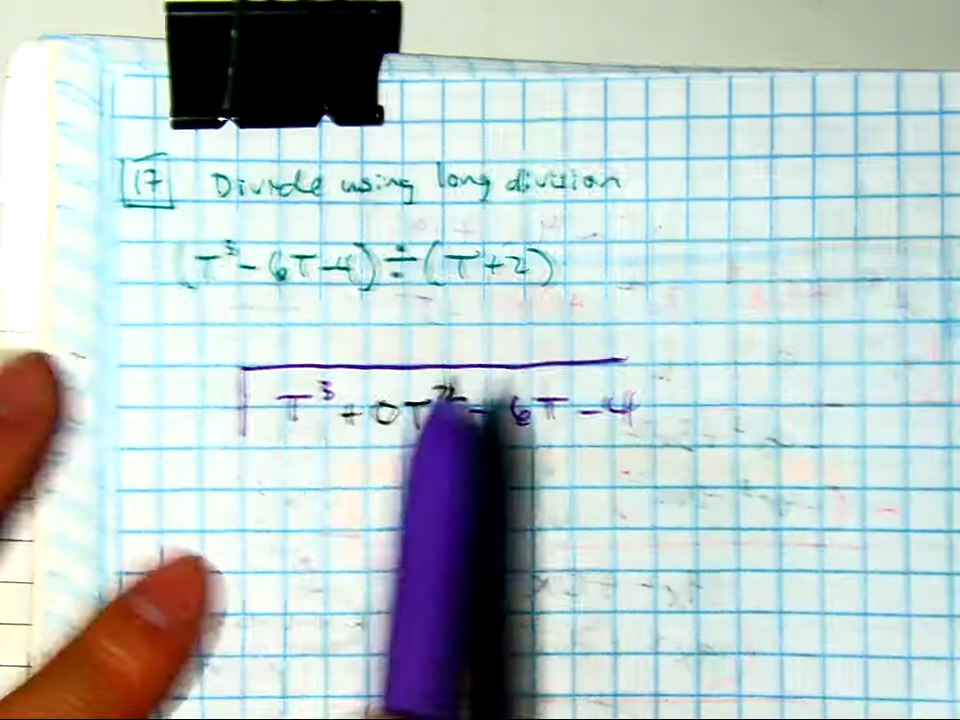 17 Divide using long division
(T³ - 6T - 4) ÷ (T + 2)
T³ + 0T² - 6T - 4